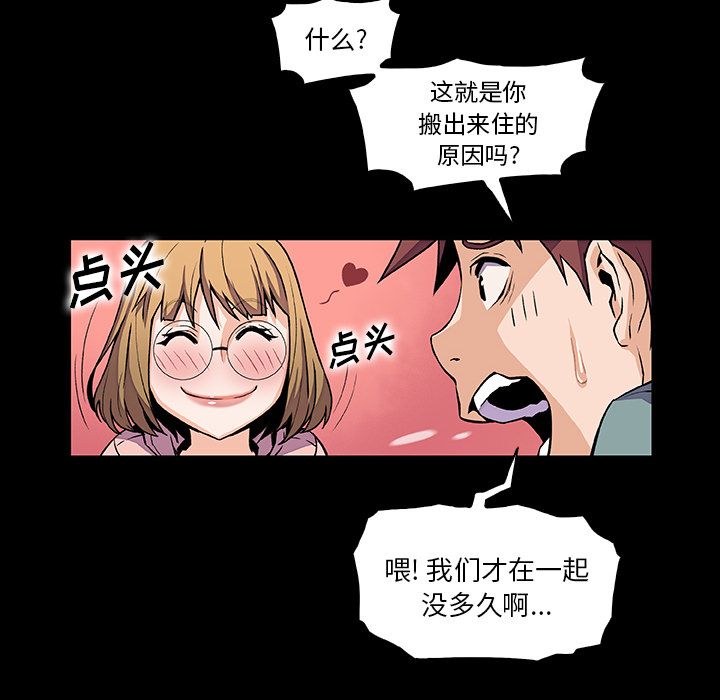 什么?
这就是你
搬出来住的
原因吗?
点头
点头
喂! 我们才在一起
没多久啊...